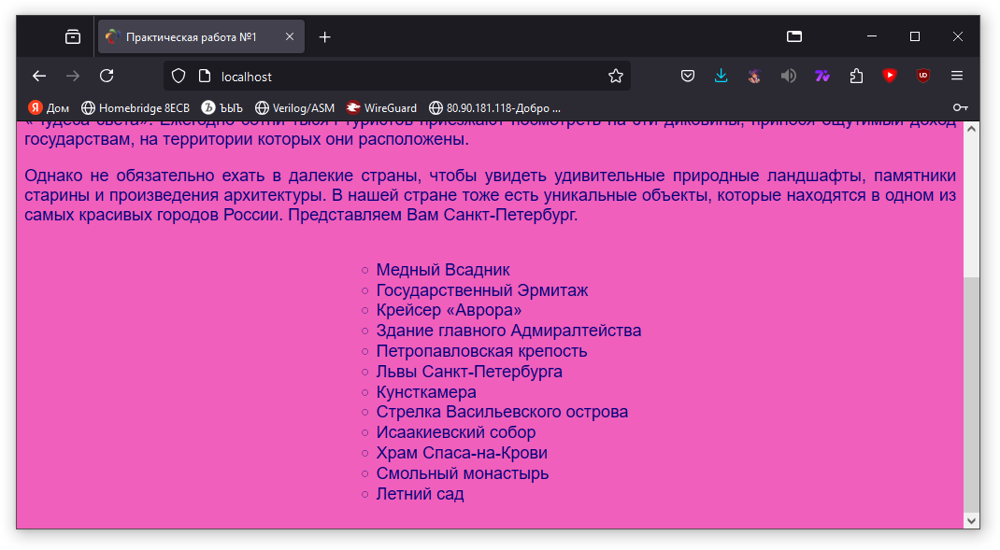 Практическая работа №1
localhost
Дом
Homebridge 8ECB
ЪЫЬ
Verilog/ASM
WireGuard
80.90.181.118-Добро ...
«Чудеса света». Ежегодно сотни тысяч туристов приезжают посмотреть на эти диковины, принося ощутимый доход
государствам, на территории которых они расположены.
Однако не обязательно ехать в далекие страны, чтобы увидеть удивительные природные ландшафты, памятники
старины и произведения архитектуры. В нашей стране тоже есть уникальные объекты, которые находятся в одном из
самых красивых городов России. Представляем Вам Санкт-Петербург.
Медный Всадник
Государственный Эрмитаж
Крейсер «Аврора»
Здание главного Адмиралтейства
Петропавловская крепость
Львы Санкт-Петербурга
Кунсткамера
Стрелка Васильевского острова
Исаакиевский собор
Храм Спаса-на-Крови
Смольный монастырь
Летний сад